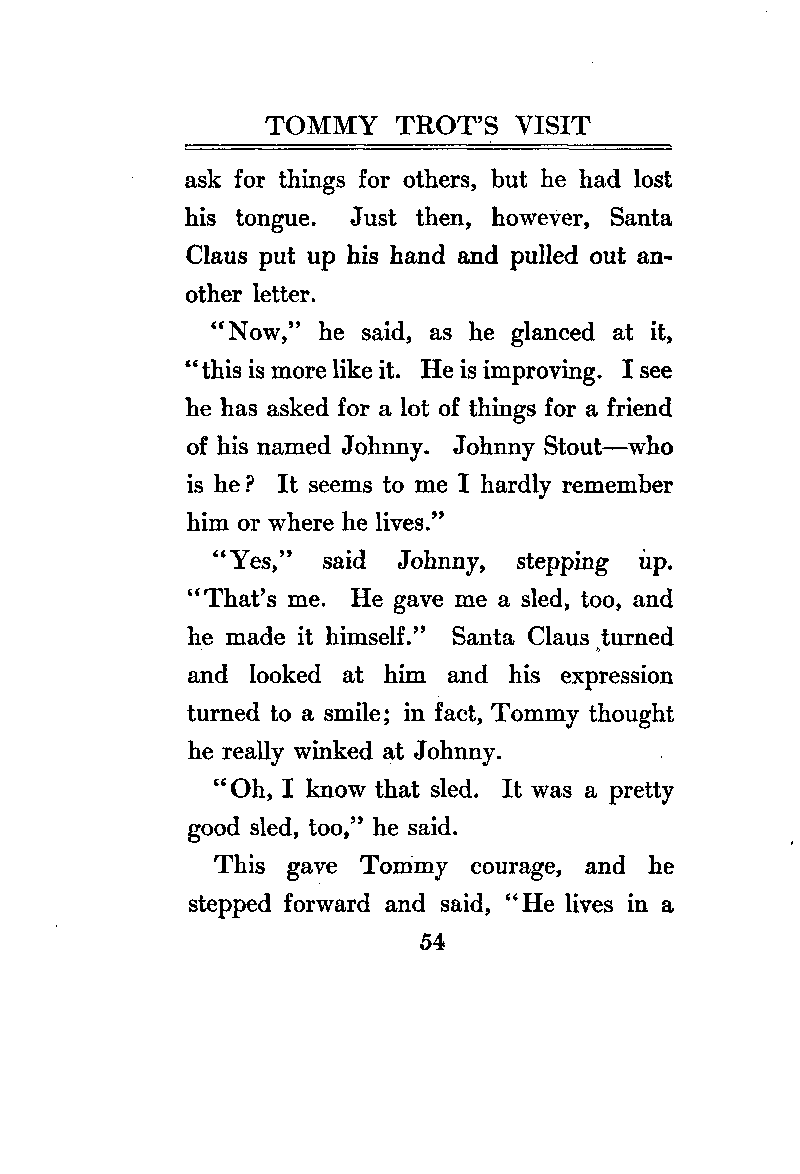 TOMMY TROT'S VISIT
ask for things for others, but he had lost
his tongue. Just then, however, Santa
Claus put up his hand and pulled out an-
other letter.
"Now," he said, as he glanced at it,
"this is more like it. He is improving. I see
he has asked for a lot of things for a friend
of his named Johnny. Johnny Stout—who
is he? It seems to me I hardly remember
him or where he lives."
"Yes," said Johnny, stepping up.
"That's me. He gave me a sled, too, and
he made it himself." Santa Claus turned
and looked at him and his expression
turned to a smile; in fact, Tommy thought
he really winked at Johnny.
"Oh, I know that sled. It was a pretty
good sled, too," he said.
This gave Tommy courage, and he
stepped forward and said, "He lives in a
54